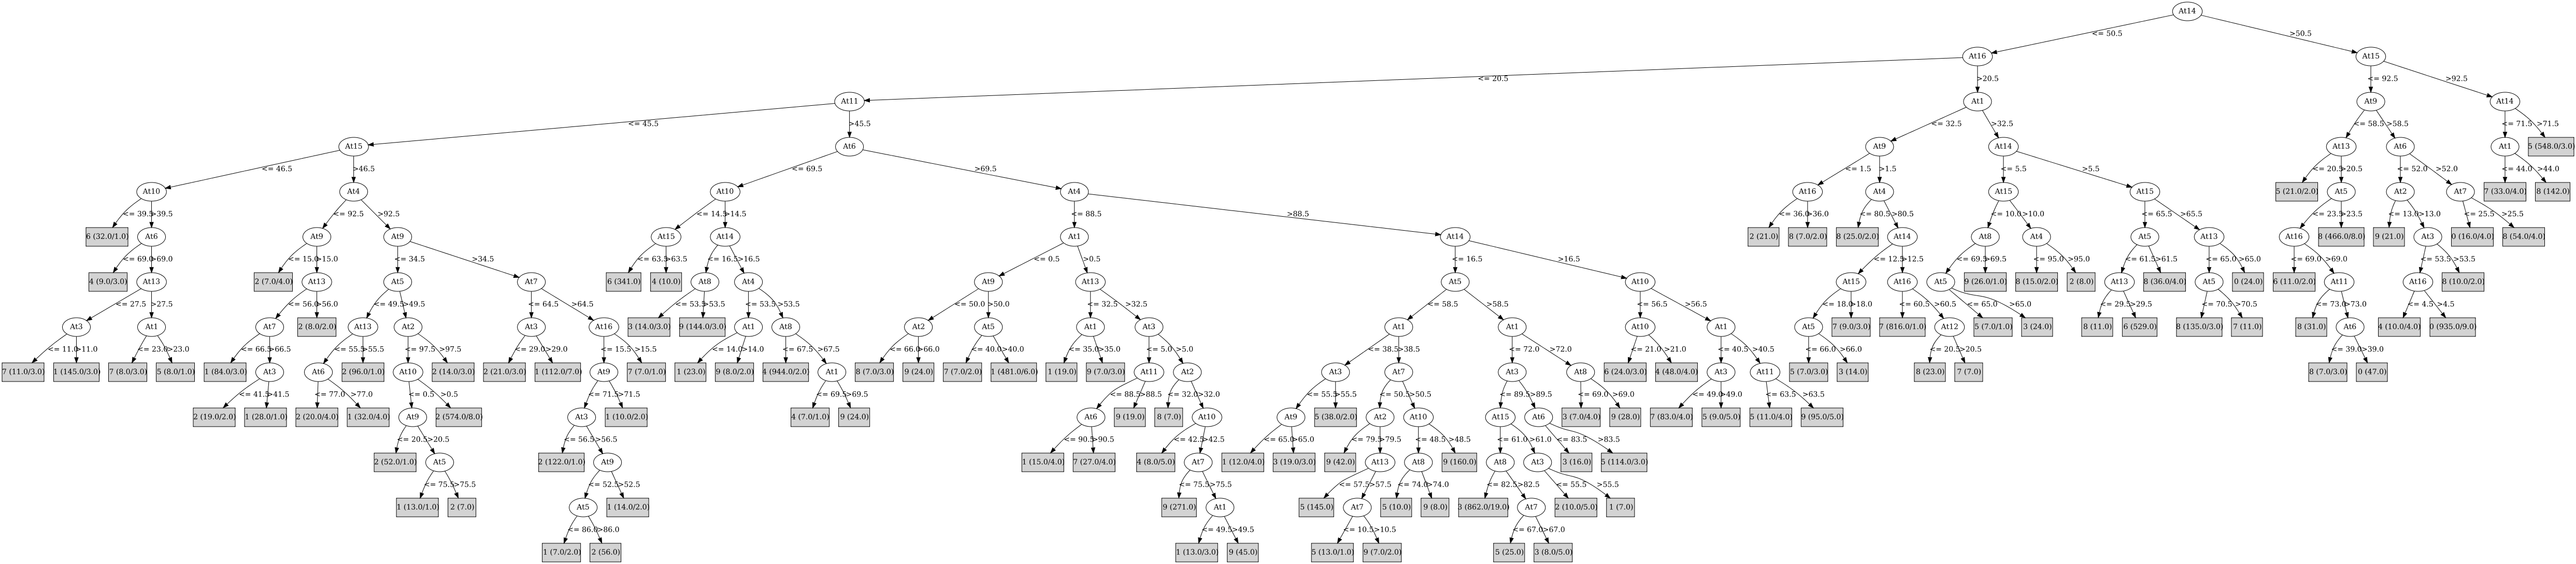 At14
<= 50.5 >50.5
At16 At15
<= 20.5 >20.5 <= 92.5 >92.5
At11 At1 At9 At14
<= 45.5 >45.5 <= 32.5 >32.5 <= 58.5 >58.5 <= 71.5 >71.5
At15 At6 At9 At14 At13 At6 At1 5 (548.0/3.0)
<= 46.5 >46.5 <= 69.5 >69.5 <= 1.5 >1.5 <= 5.5 >5.5 <= 20.5 >20.5 <= 52.0 >52.0 <= 44.0 >44.0
At10 At4 At10 At4 At16 At4 At15 At15 5 (21.0/2.0) At5 At2 At7 7 (33.0/4.0) 8 (142.0)
<= 39.5 >39.5 <= 92.5 >92.5 <= 14.5 >14.5 <= 88.5 >88.5 <= 36.0 >36.0 <= 80.5 >80.5 <= 10.0 >10.0 <= 65.5 >65.5 <= 23.5 >23.5 <= 13.0 >13.0 <= 25.5 >25.5
6 (32.0/1.0) At6 At9 At9 At15 At14 At1 At14 2 (21.0) 8 (7.0/2.0) 8 (25.0/2.0) At14 At8 At4 At5 At13 At16 8 (466.0/8.0) 9 (21.0) At3 0 (16.0/4.0) 8 (54.0/4.0)
<= 69.0 >69.0 <= 15.0 >15.0 <= 34.5 >34.5 <= 63.5 >63.5 <= 16.5 >16.5 <= 0.5 >0.5 <= 16.5 >16.5 <= 12.5 >12.5 <= 69.5 >69.5 <= 95.0 >95.0 <= 61.5 >61.5 <= 65.0 >65.0 <= 69.0 >69.0 <= 53.5 >53.5
4 (9.0/3.0) At13 2 (7.0/4.0) At13 At5 At7 6 (341.0) 4 (10.0) At8 At4 At9 At13 At5 At10 At15 At16 At5 9 (26.0/1.0) 8 (15.0/2.0) 2 (8.0) At13 8 (36.0/4.0) At5 0 (24.0) 6 (11.0/2.0) At11 At16 8 (10.0/2.0)
<= 27.5 >27.5 <= 56.0 >56.0 <= 49.5 >49.5 <= 64.5 >64.5 <= 53.5 >53.5 <= 53.5 >53.5 <= 50.0 >50.0 <= 32.5 >32.5 <= 58.5 >58.5 <= 56.5 >56.5 <= 18.0 >18.0 <= 60.5 >60.5 <= 65.0 >65.0 <= 29.5 >29.5 <= 70.5 >70.5 <= 73.0 >73.0 <= 4.5 >4.5
At3 At1 At7 2 (8.0/2.0) At13 At2 At3 At16 3 (14.0/3.0) 9 (144.0/3.0) At1 At8 At2 At5 At1 At3 At1 At1 At10 At1 At5 7 (9.0/3.0) 7 (816.0/1.0) At12 5 (7.0/1.0) 3 (24.0) 8 (11.0) 6 (529.0) 8 (135.0/3.0) 7 (11.0) 8 (31.0) At6 4 (10.0/4.0) 0 (935.0/9.0)
<= 11.0 >11.0 <= 23.0 >23.0 <= 66.5 >66.5 <= 55.5 >55.5 <= 97.5 >97.5 <= 29.0 >29.0 <= 15.5 >15.5 <= 14.0 >14.0 <= 67.5 >67.5 <= 66.0 >66.0 <= 40.0 >40.0 <= 35.0 >35.0 <= 5.0 >5.0 <= 38.5 >38.5 <= 72.0 >72.0 <= 21.0 >21.0 <= 40.5 >40.5 <= 66.0 >66.0 <= 20.5 >20.5 <= 39.0 >39.0
7 (11.0/3.0) 1 (145.0/3.0) 7 (8.0/3.0) 5 (8.0/1.0) 1 (84.0/3.0) At3 At6 2 (96.0/1.0) At10 2 (14.0/3.0) 2 (21.0/3.0) 1 (112.0/7.0) At9 7 (7.0/1.0) 1 (23.0) 9 (8.0/2.0) 4 (944.0/2.0) At1 8 (7.0/3.0) 9 (24.0) 7 (7.0/2.0) 1 (481.0/6.0) 1 (19.0) 9 (7.0/3.0) At11 At2 At3 At7 At3 At8 6 (24.0/3.0) 4 (48.0/4.0) At3 At11 5 (7.0/3.0) 3 (14.0) 8 (23.0) 7 (7.0) 8 (7.0/3.0) 0 (47.0)
<= 41.5 >41.5 <= 77.0 >77.0 <= 0.5 >0.5 <= 71.5 >71.5 <= 69.5 >69.5 <= 88.5 >88.5 <= 32.0 >32.0 <= 55.5 >55.5 <= 50.5 >50.5 <= 89.5 >89.5 <= 69.0 >69.0 <= 49.0 >49.0 <= 63.5 >63.5
2 (19.0/2.0) 1 (28.0/1.0) 2 (20.0/4.0) 1 (32.0/4.0) At9 2 (574.0/8.0) At3 1 (10.0/2.0) 4 (7.0/1.0) 9 (24.0) At6 9 (19.0) 8 (7.0) At10 At9 5 (38.0/2.0) At2 At10 At15 At6 3 (7.0/4.0) 9 (28.0) 7 (83.0/4.0) 5 (9.0/5.0) 5 (11.0/4.0) 9 (95.0/5.0)
<= 20.5 >20.5 <= 56.5 >56.5 <= 90.5 >90.5 <= 42.5 >42.5 <= 65.0 >65.0 <= 79.5 >79.5 <= 48.5 >48.5 <= 61.0 >61.0 <= 83.5 >83.5
2 (52.0/1.0) At5 2 (122.0/1.0) At9 1 (15.0/4.0) 7 (27.0/4.0) 4 (8.0/5.0) At7 1 (12.0/4.0) 3 (19.0/3.0) 9 (42.0) At13 At8 9 (160.0) At8 At3 3 (16.0) 5 (114.0/3.0)
<= 75.5 >75.5 <= 52.5 >52.5 <= 75.5 >75.5 <= 57.5 >57.5 <= 74.0 >74.0 <= 82.5 >82.5 <= 55.5 >55.5
1 (13.0/1.0) 2 (7.0) At5 1 (14.0/2.0) 9 (271.0) At1 5 (145.0) At7 5 (10.0) 9 (8.0) 3 (862.0/19.0) At7 2 (10.0/5.0) 1 (7.0)
<= 86.0 >86.0 <= 49.5 >49.5 <= 10.5 >10.5 <= 67.0 >67.0
1 (7.0/2.0) 2 (56.0) 1 (13.0/3.0) 9 (45.0) 5 (13.0/1.0) 9 (7.0/2.0) 5 (25.0) 3 (8.0/5.0)